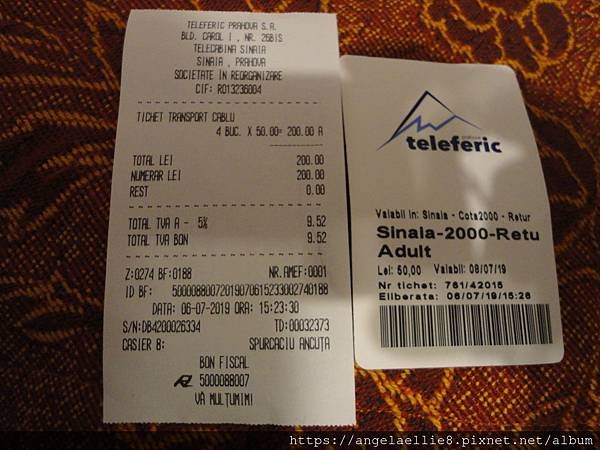 TELEFERIC PRAHOVA S.A.
BLD. CAROL I , NR. 26BIS
TELECABINA SINAIA
SINAIA , PRAHOVA
SOCIETATE ÎN REORGANIZARE
CIF: RO13236004
TICHET TRANSPORT CABLU
4 BUC. X 50.00= 200.00 A
TOTAL LEI 200.00
NUMERAR LEI 200.00
REST 0.00
TOTAL TVA A - 5% 9.52
TOTAL TVA BON 9.52
Z:0274 BF:0188 NR.AMEF:0001
ID BF: 50000880072019070615233002740188
DATA: 06-07-2019 ORA: 15:23:30
S/N:DB4200026334 TD:00032373
CASIER 8: SPURCACIU ANCUȚA
BON FISCAL
5000088007
VĂ MULȚUMIM!
teleferic
Valabil in: Sinaia - Cota2000 - Retur
Sinaia-2000-Retu
Adult
Lei: 50,00 Valabil: 06/07/19
Nr tichet: 761/42015
Eliberata: 06/07/19/15:26
https://angelaellie8.pixnet.net/album